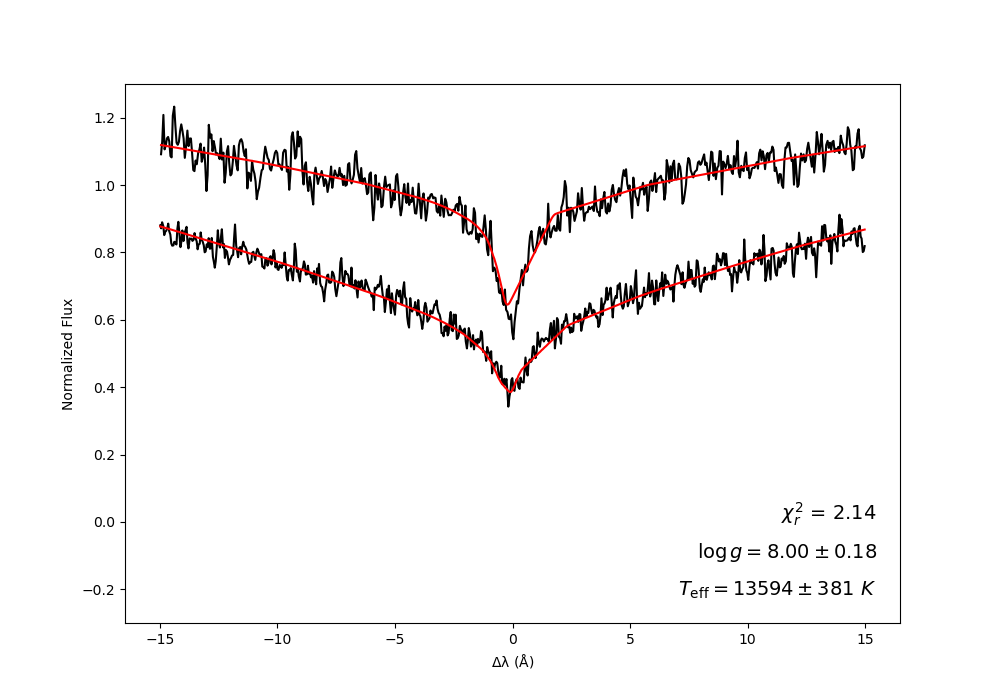 1.2
1.0
0.8
0.6
0.4
0.2
0.0
−0.2
Normalized Flux
χ²ᵣ = 2.14
log g = 8.00 ± 0.18
T_eff = 13594 ± 381 K
−15 −10 −5 0 5 10 15
Δλ (Å)